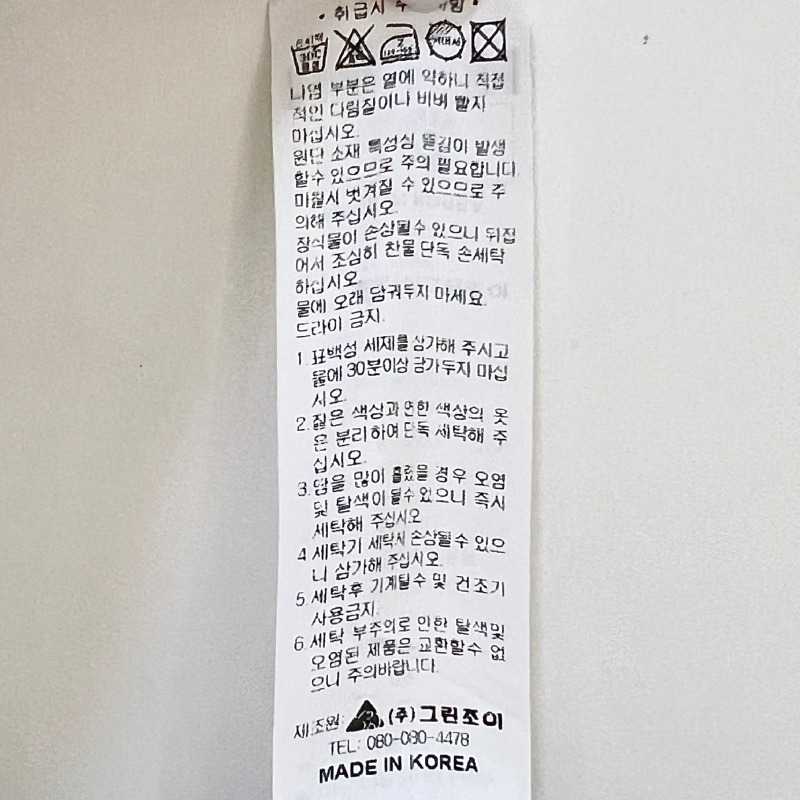 • 취급시 주
30℃
나염 부분은 열에 약하니 직접
적인 다림질이나 비벼 빨지
마십시오.
원단 소재 특성상 뜯김이 발생
할수 있으므로 주의 필요합니다
마찰시 벗겨질 수 있으므로 주
의해 주십시오.
장식물이 손상될수 있으니 뒤집
어서 조심히 찬물 단독 손세탁
하십시오.
물에 오래 담궈두지 마세요.
드라이 금지.
1. 표백성 세제를 삼가해 주시고
물에 30분이상 담가두지 마십
시오.
2. 짙은 색상과 연한 색상의 옷
은 분리하여 단독 세탁해 주
십시오.
3. 땀을 많이 흘렸을 경우 오염
및 탈색이 될수 있으니 즉시
세탁해 주십시오
4. 세탁기 세탁시 손상될수 있으
니 삼가해 주십시오.
5. 세탁후 기계탈수 및 건조기
사용금지.
6. 세탁 부주의로 인한 탈색및
오염된 제품은 교환할수 없
으니 주의바랍니다.
제조원: (주)그린조이
TEL: 080-080-4478
MADE IN KOREA